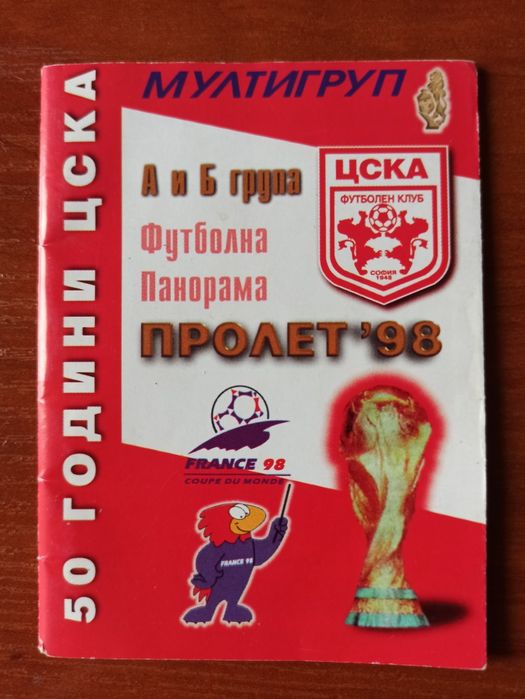 50 ГОДИНИ ЦСКА
МУЛТИГРУП
А и Б група
Футболна
Панорама
ПРОЛЕТ '98
ЦСКА
ФУТБОЛЕН КЛУБ
СОФИЯ
1948
FRANCE 98
COUPE DU MONDE
FRANCE 98